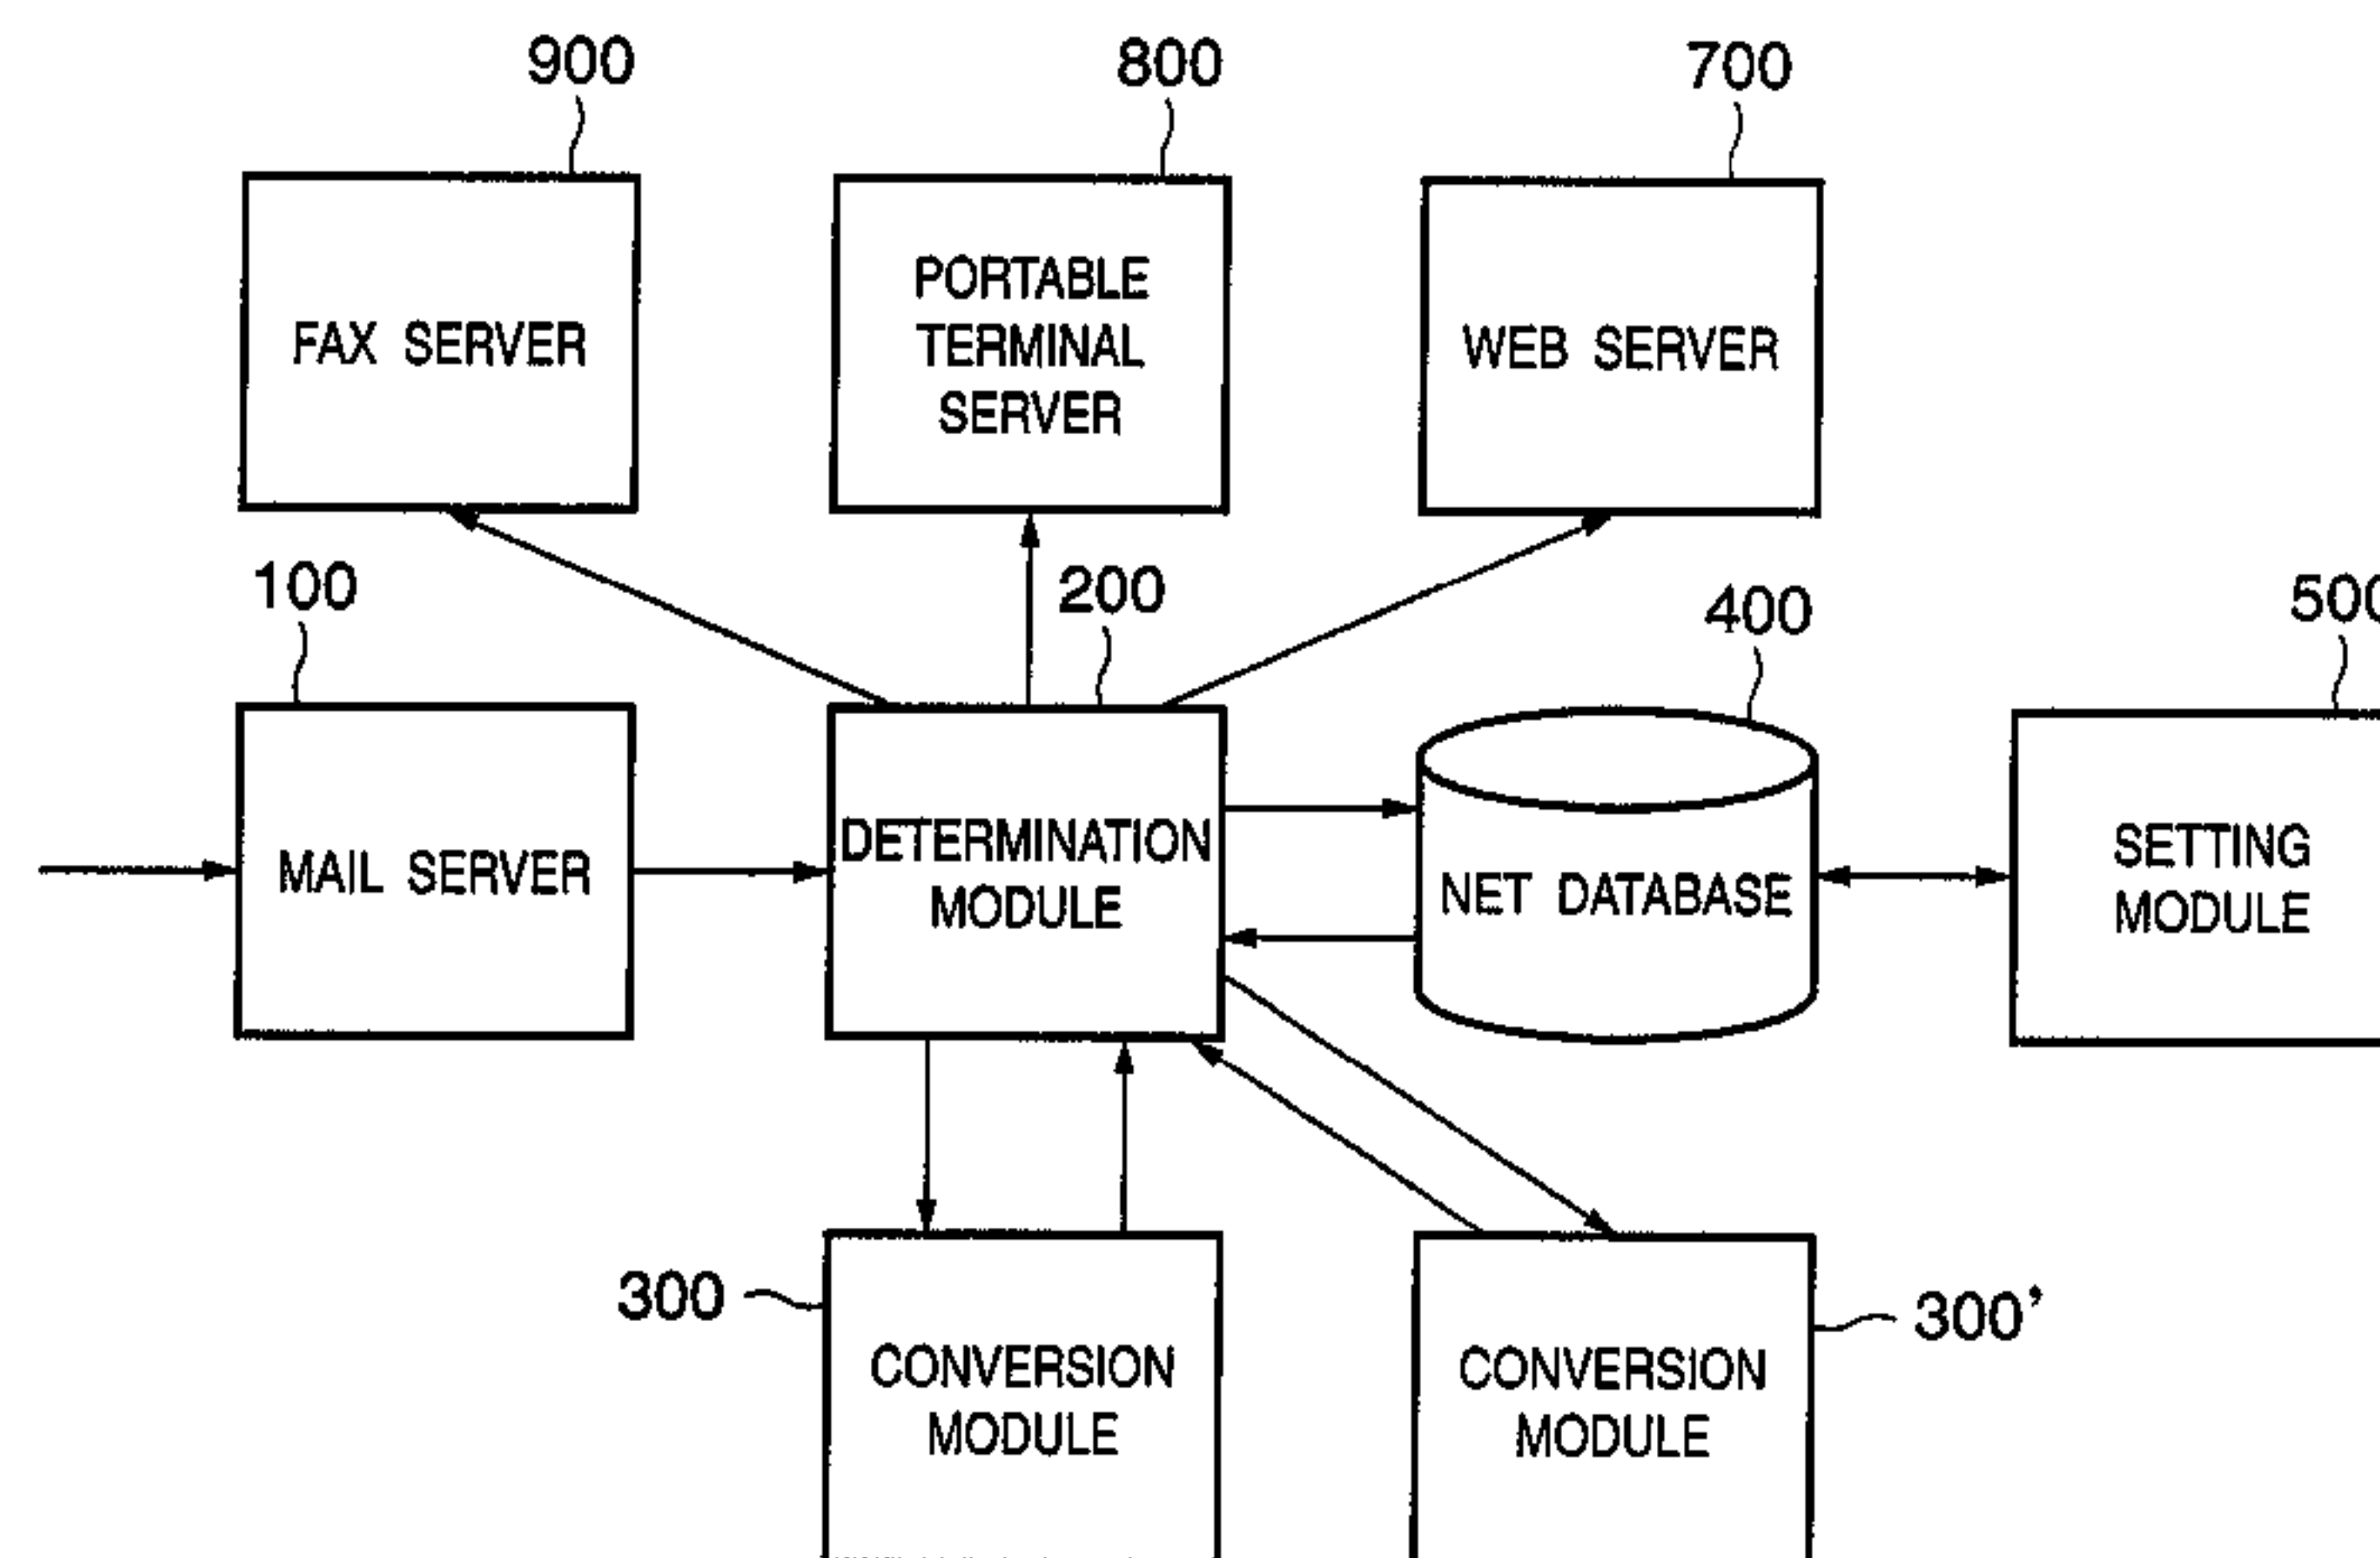 900
800
700
FAX SERVER
PORTABLE
TERMINAL
SERVER
WEB SERVER
100
200
400
MAIL SERVER
DETERMINATION
MODULE
NET DATABASE
SETTING
MODULE
300
CONVERSION
MODULE
CONVERSION
MODULE
300’